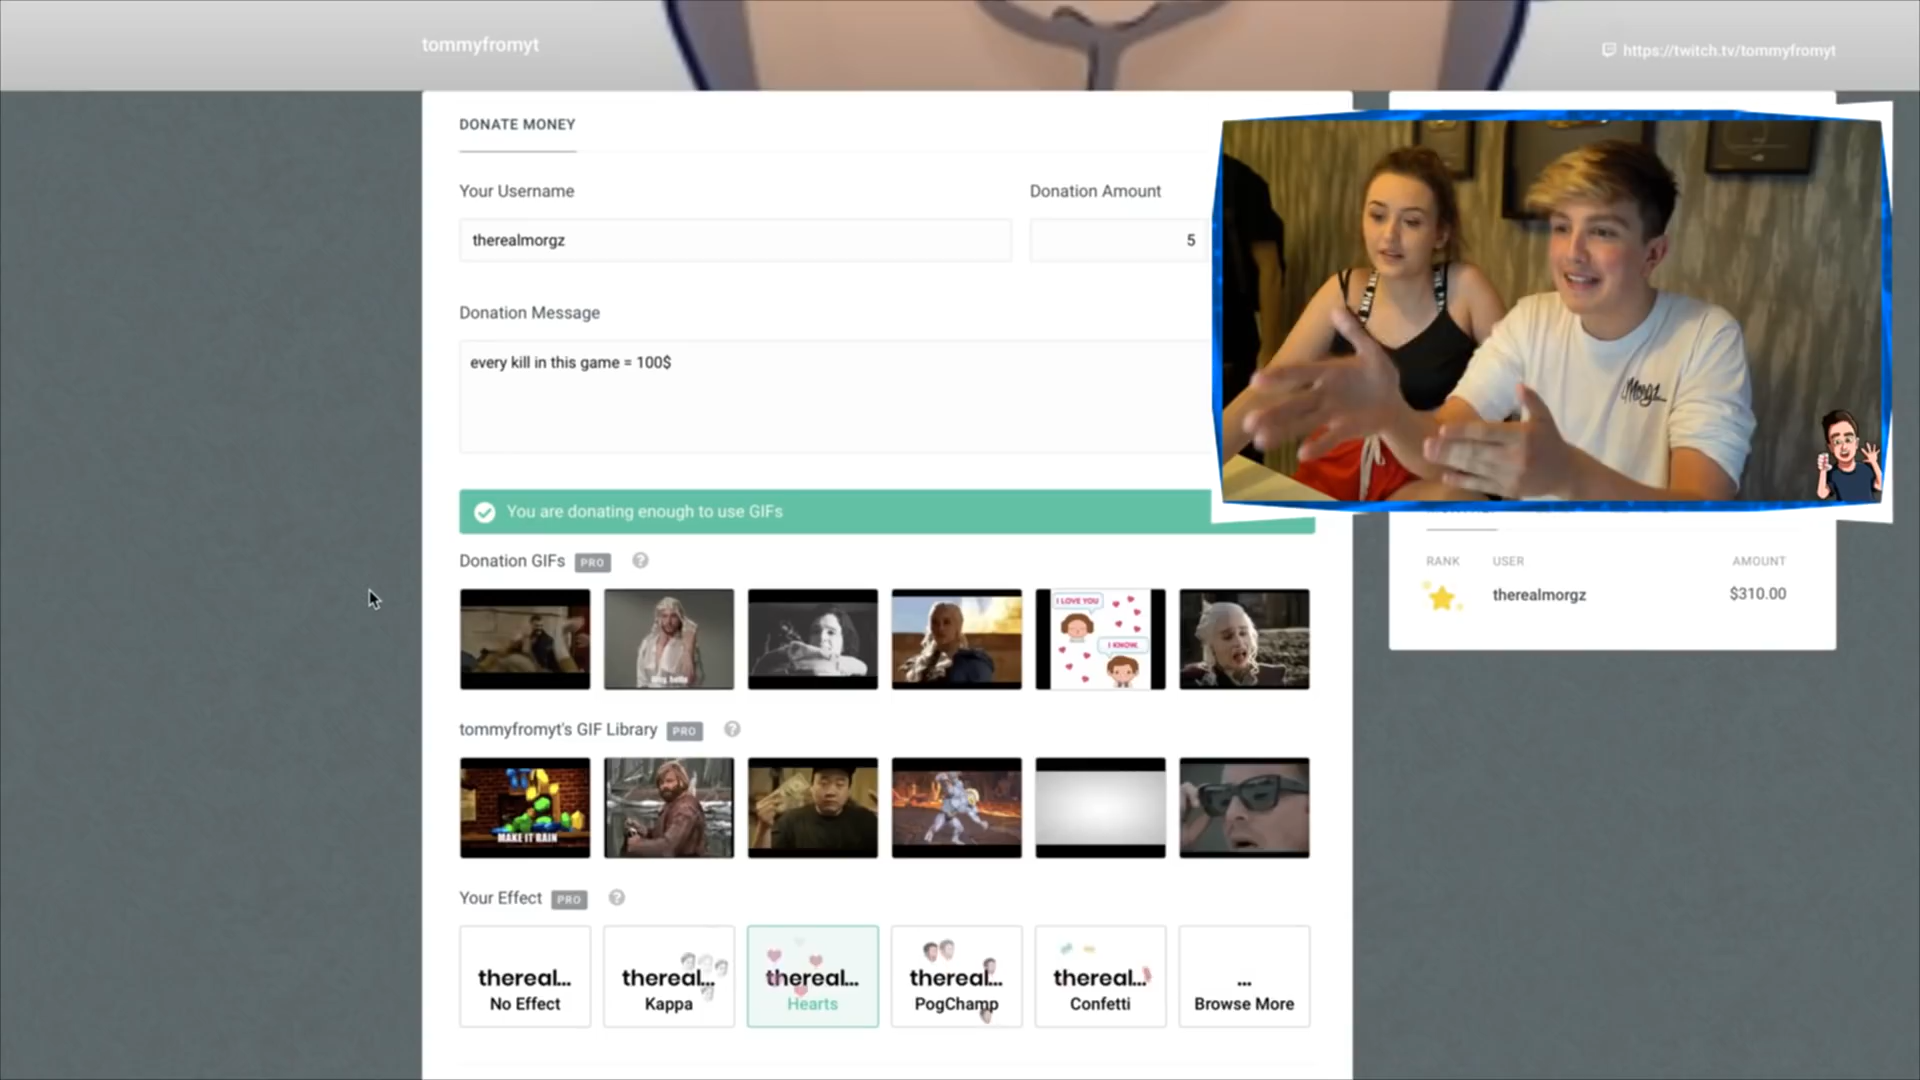 tommyfromyt
https://twitch.tv/tommyfromyt
DONATE MONEY
Your Username
Donation Amount
therealmorgz
5
Donation Message
every kill in this game = 100$
Morgz
You are donating enough to use GIFs
Donation GIFs PRO ?
RANK USER AMOUNT
therealmorgz $310.00
I LOVE YOU
I KNOW.
tommyfromyt's GIF Library PRO ?
MAKE IT RAIN
Your Effect PRO ?
thereal... thereal... thereal... thereal... thereal... ...
No Effect Kappa Hearts PogChamp Confetti Browse More